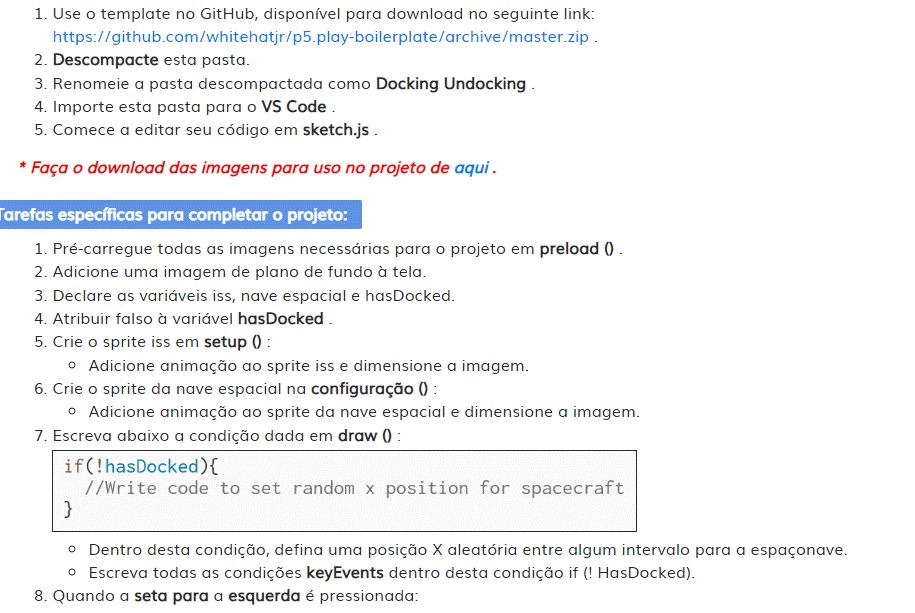 1. Use o template no GitHub, disponível para download no seguinte link:
https://github.com/whitehatjr/p5.play-boilerplate/archive/master.zip .
2. Descompacte esta pasta.
3. Renomeie a pasta descompactada como Docking Undocking .
4. Importe esta pasta para o VS Code .
5. Comece a editar seu código em sketch.js .
* Faça o download das imagens para uso no projeto de aqui .
Tarefas específicas para completar o projeto:
1. Pré-carregue todas as imagens necessárias para o projeto em preload () .
2. Adicione uma imagem de plano de fundo à tela.
3. Declare as variáveis iss, nave espacial e hasDocked.
4. Atribuir falso à variável hasDocked .
5. Crie o sprite iss em setup () :
○ Adicione animação ao sprite iss e dimensione a imagem.
6. Crie o sprite da nave espacial na configuração () :
○ Adicione animação ao sprite da nave espacial e dimensione a imagem.
7. Escreva abaixo a condição dada em draw () :
if(!hasDocked){
//Write code to set random x position for spacecraft
}
○ Dentro desta condição, defina uma posição X aleatória entre algum intervalo para a espaçonave.
○ Escreva todas as condições keyEvents dentro desta condição if (! HasDocked).
8. Quando a seta para a esquerda é pressionada: